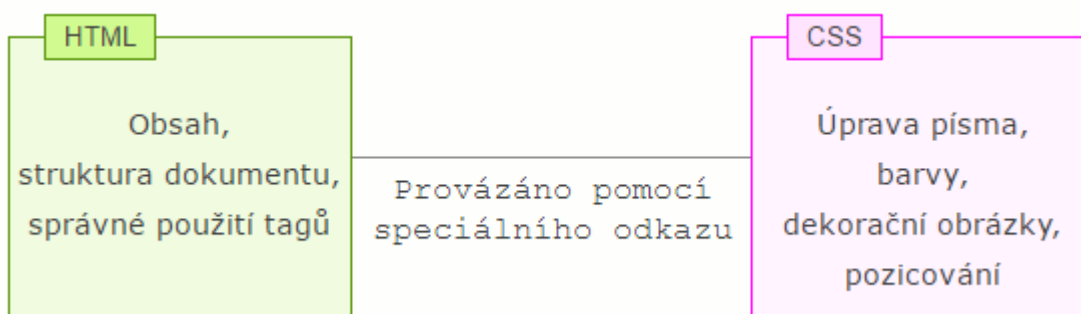 HTML
Obsah,
struktura dokumentu,
správné použití tagů
Provázáno pomocí
speciálního odkazu
CSS
Úprava písma,
barvy,
dekorační obrázky,
pozicování